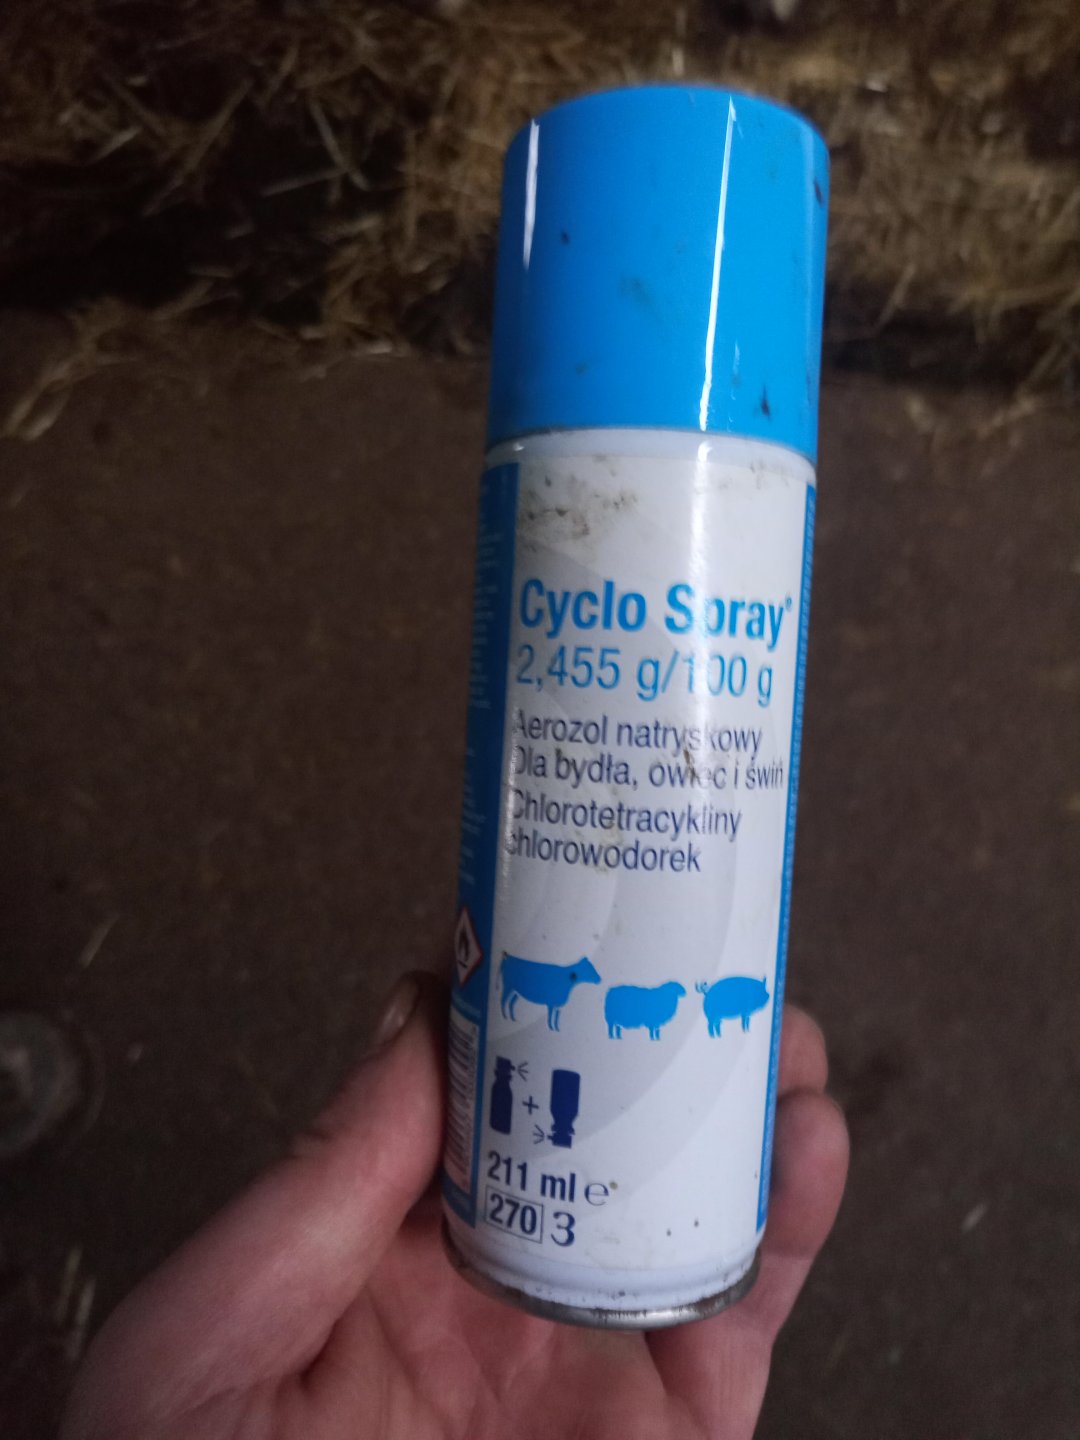 Cyclo Spray®
2,455 g/100 g
Aerozol natryskowy
Dla bydła, owiec i świń
Chlorotetracykliny
chlorowodorek
+
211 ml e
270 3